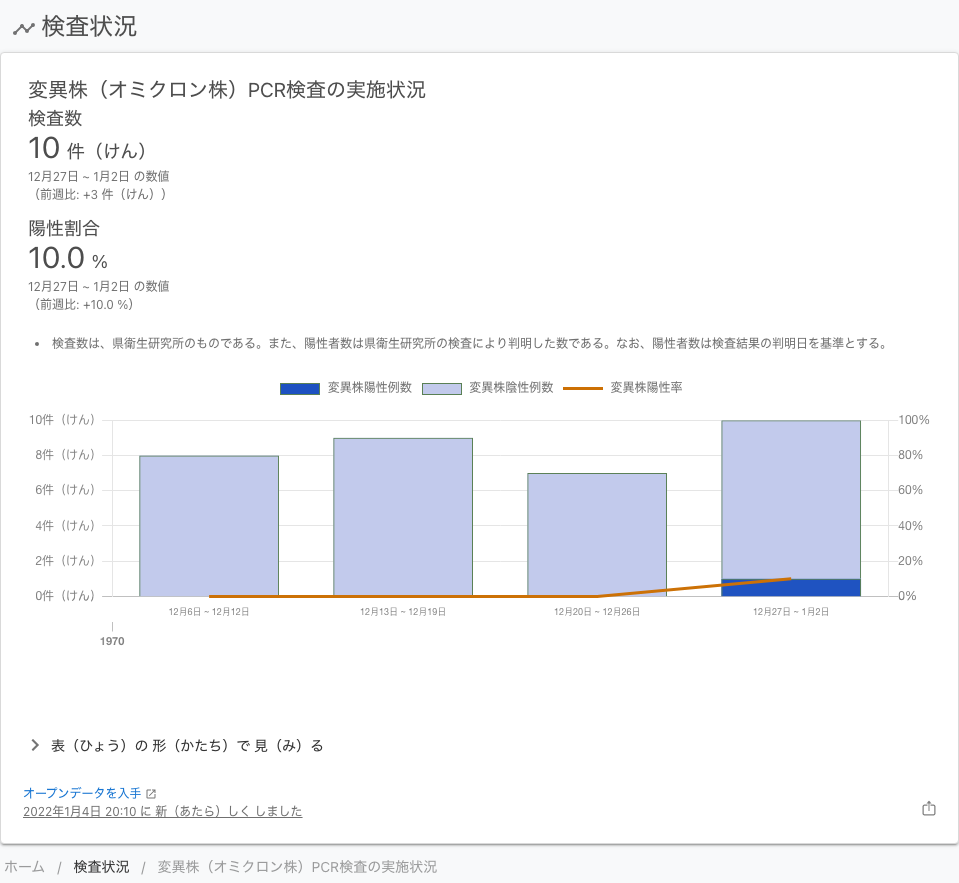 検査状況
変異株（オミクロン株）PCR検査の実施状況
検査数
10 件（けん）
12月27日 ~ 1月2日 の数値
（前週比: +3 件（けん））
陽性割合
10.0 %
12月27日 ~ 1月2日 の数値
（前週比: +10.0 %）
• 検査数は、県衛生研究所のものである。また、陽性者数は県衛生研究所の検査により判明した数である。なお、陽性者数は検査結果の判明日を基準とする。
変異株陽性例数 変異株陰性例数 変異株陽性率
10件（けん） 100%
8件（けん） 80%
6件（けん） 60%
4件（けん） 40%
2件（けん） 20%
0件（けん） 0%
12月6日 ~ 12月12日 12月13日 ~ 12月19日 12月20日 ~ 12月26日 12月27日 ~ 1月2日
1970
表（ひょう）の 形（かたち）で 見（み）る
オープンデータを入手
2022年1月4日 20:10 に 新（あたら）しく しました
ホーム / 検査状況 / 変異株（オミクロン株）PCR検査の実施状況